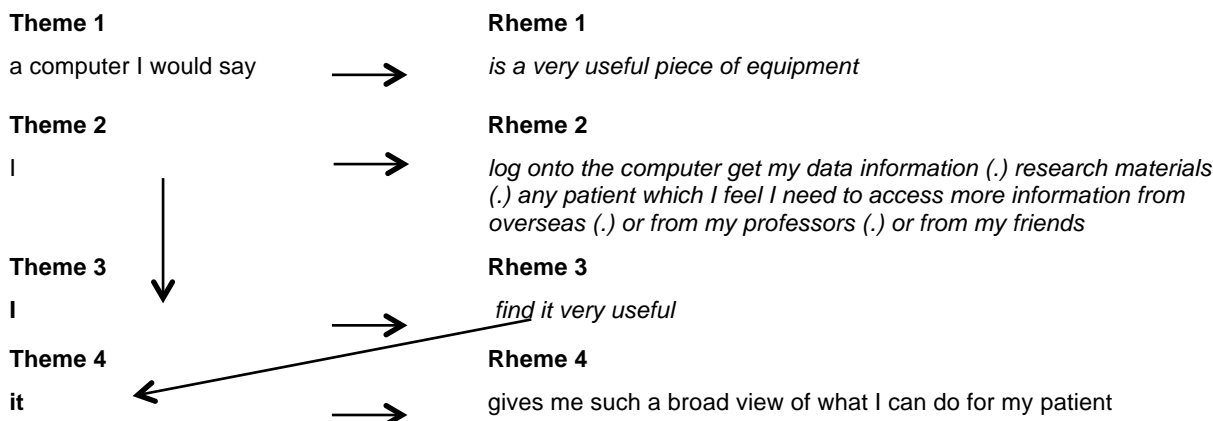 Theme 1 Rheme 1
a computer I would say is a very useful piece of equipment
Theme 2 Rheme 2
I log onto the computer get my data information (.) research materials
(.) any patient which I feel I need to access more information from
overseas (.) or from my professors (.) or from my friends
Theme 3 Rheme 3
I find it very useful
Theme 4 Rheme 4
it gives me such a broad view of what I can do for my patient